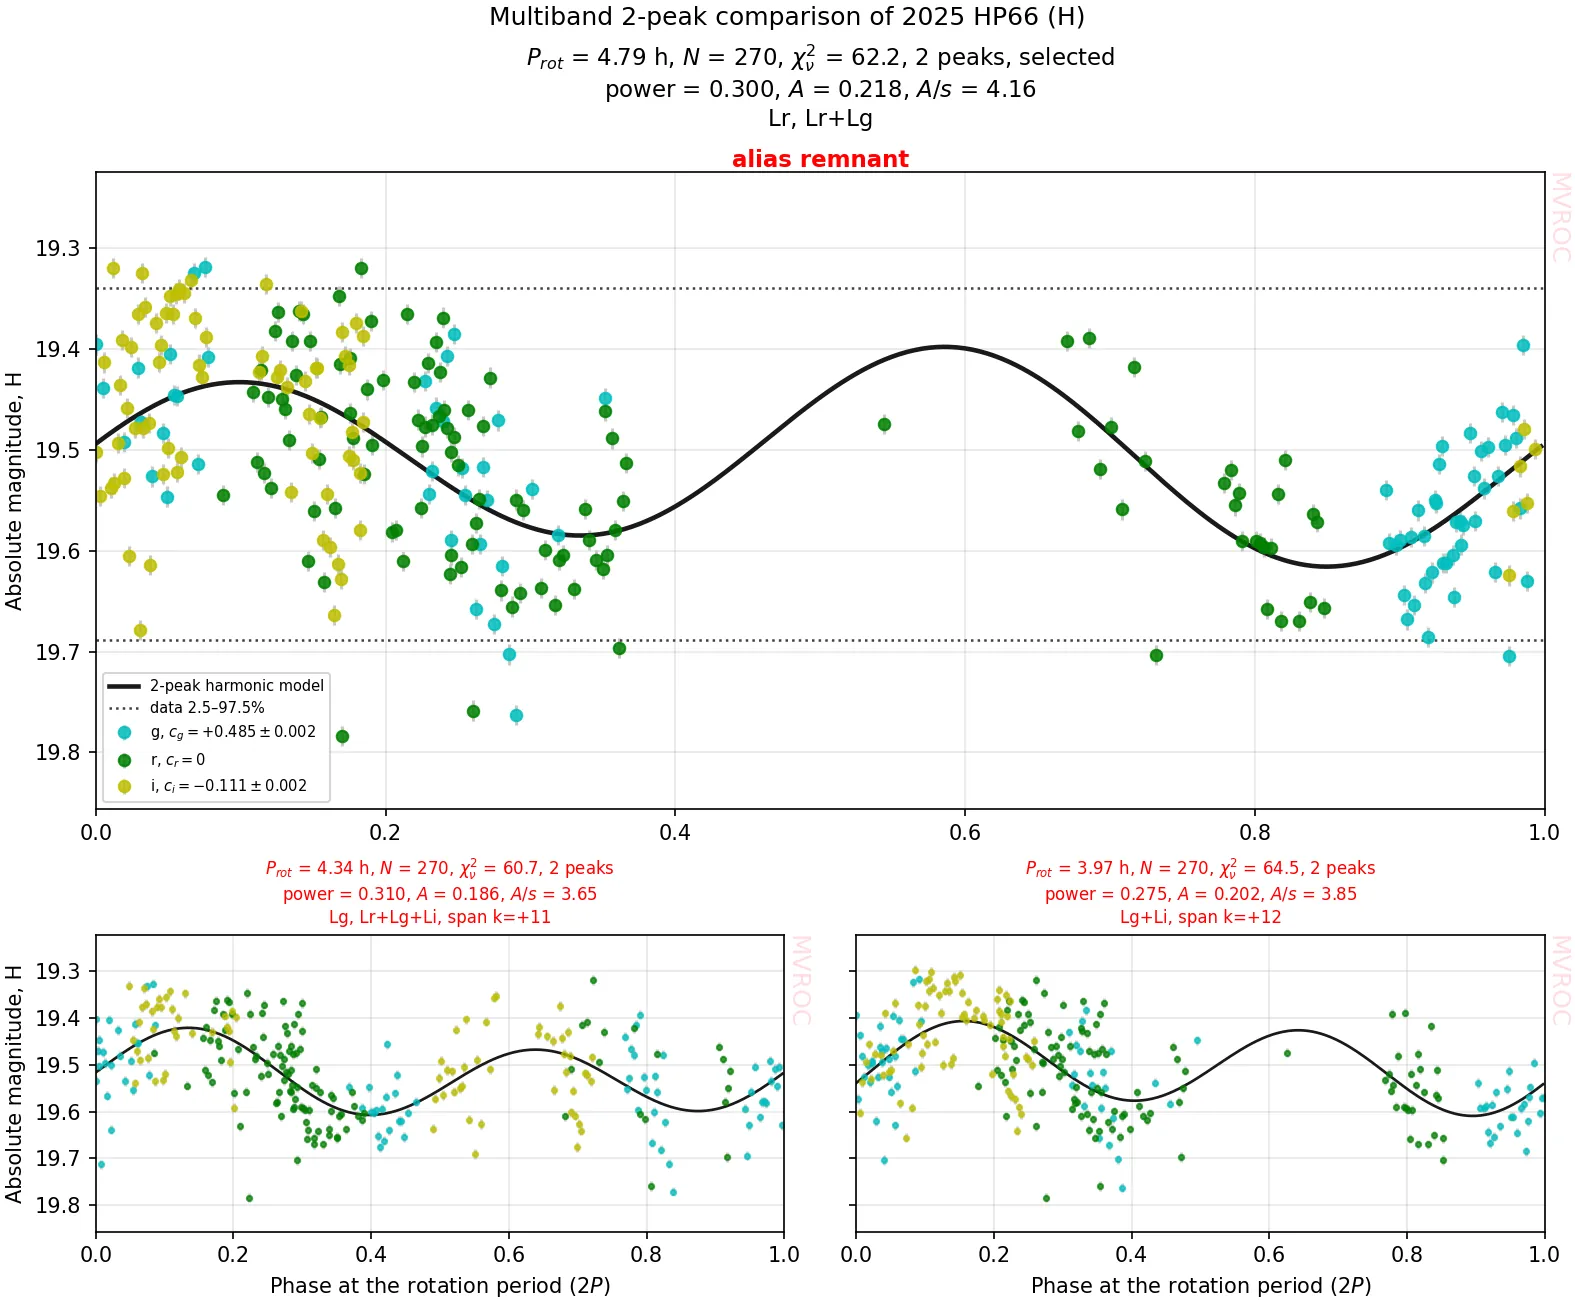 Multiband 2-peak comparison of 2025 HP66 (H)
P_rot = 4.79 h, N = 270, χ²_ν = 62.2, 2 peaks, selected
power = 0.300, A = 0.218, A/s = 4.16
Lr, Lr+Lg
alias remnant
MVROC
Absolute magnitude, H
19.3
19.4
19.5
19.6
19.7
19.8
2-peak harmonic model
data 2.5–97.5%
g, c_g = +0.485 ± 0.002
r, c_r = 0
i, c_i = −0.111 ± 0.002
0.0 0.2 0.4 0.6 0.8 1.0
P_rot = 4.34 h, N = 270, χ²_ν = 60.7, 2 peaks
power = 0.310, A = 0.186, A/s = 3.65
Lg, Lr+Lg+Li, span k=+11
MVROC
Absolute magnitude, H
19.3
19.4
19.5
19.6
19.7
19.8
0.0 0.2 0.4 0.6 0.8 1.0
Phase at the rotation period (2P)
P_rot = 3.97 h, N = 270, χ²_ν = 64.5, 2 peaks
power = 0.275, A = 0.202, A/s = 3.85
Lg+Li, span k=+12
MVROC
0.0 0.2 0.4 0.6 0.8 1.0
Phase at the rotation period (2P)